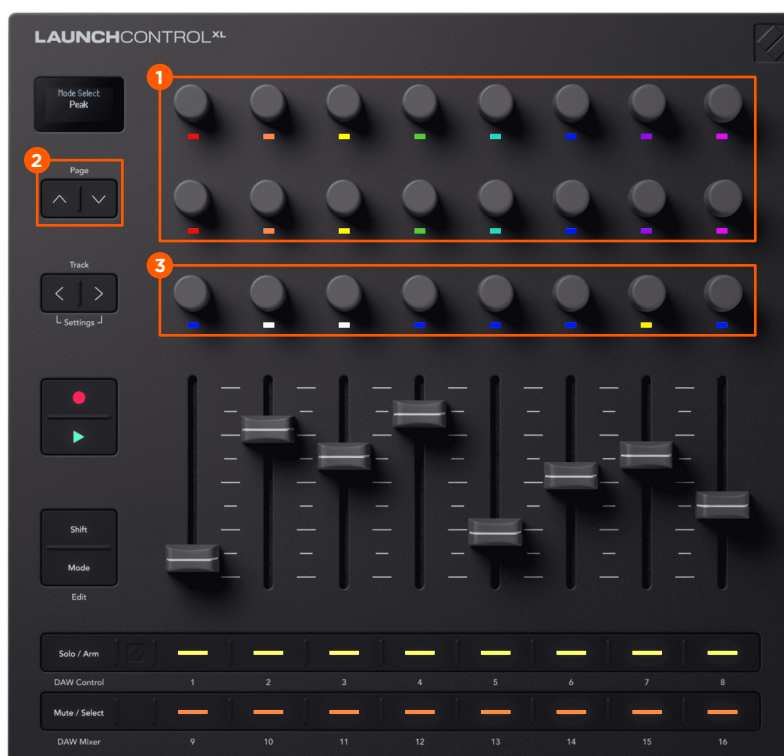 LAUNCHCONTROL XL
Mode Select
Peak
1
2
Page
3
Track
Settings
Shift
Mode
Edit
Solo / Arm
DAW Control
1 2 3 4 5 6 7 8
Mute / Select
DAW Mixer
9 10 11 12 13 14 15 16